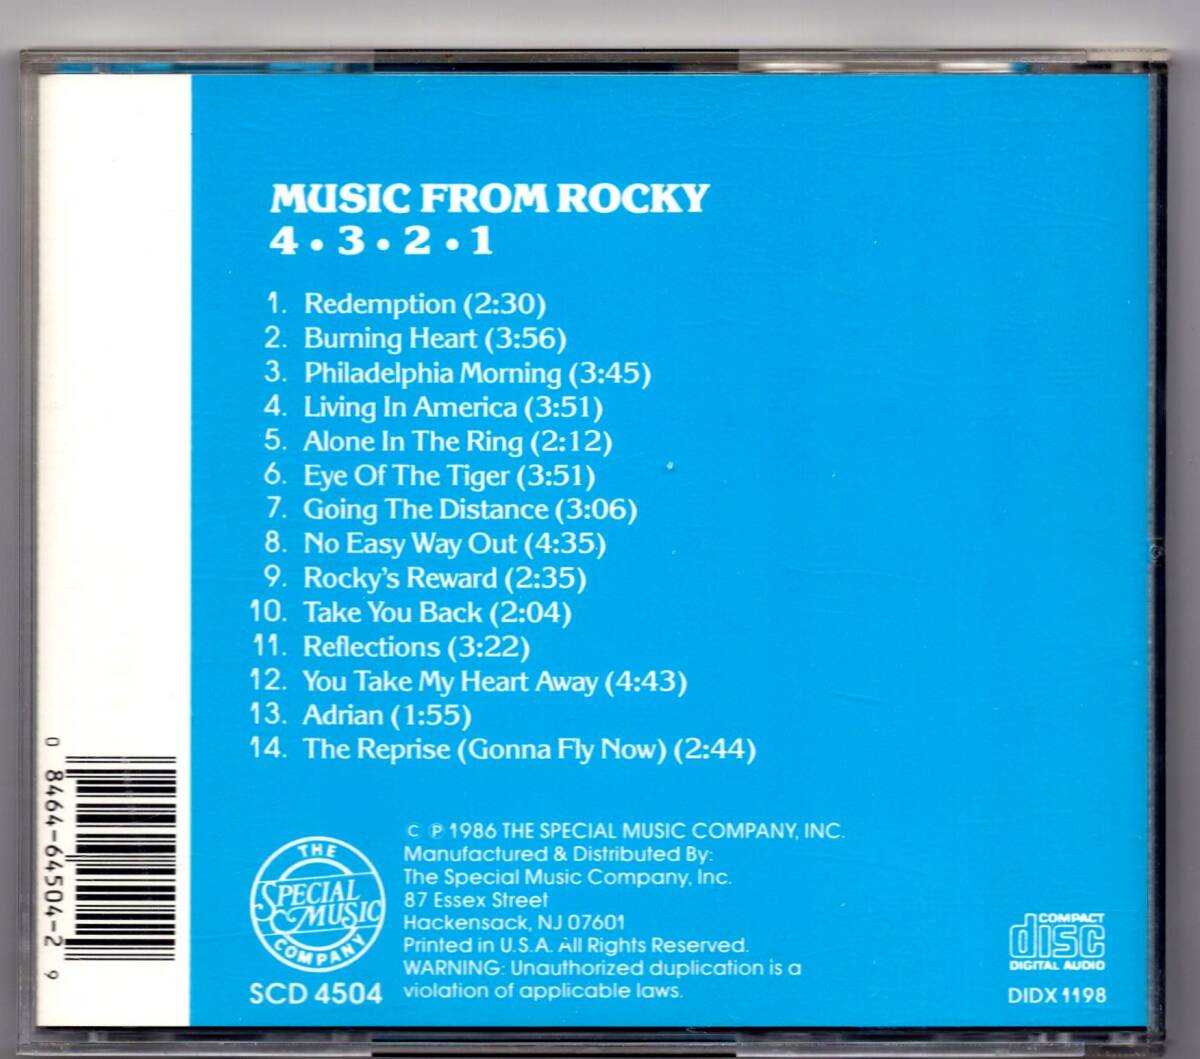 MUSIC FROM ROCKY
4 • 3 • 2 • 1
1. Redemption (2:30)
2. Burning Heart (3:56)
3. Philadelphia Morning (3:45)
4. Living In America (3:51)
5. Alone In The Ring (2:12)
6. Eye Of The Tiger (3:51)
7. Going The Distance (3:06)
8. No Easy Way Out (4:35)
9. Rocky's Reward (2:35)
10. Take You Back (2:04)
11. Reflections (3:22)
12. You Take My Heart Away (4:43)
13. Adrian (1:55)
14. The Reprise (Gonna Fly Now) (2:44)
0 8464-64504-2 9
THE
SPECIAL
MUSIC
COMPANY
SCD 4504
C Ⓟ 1986 THE SPECIAL MUSIC COMPANY, INC.
Manufactured & Distributed By:
The Special Music Company, Inc.
87 Essex Street
Hackensack, NJ 07601
Printed in U.S.A. All Rights Reserved.
WARNING: Unauthorized duplication is a
violation of applicable laws.
COMPACT
disc
DIGITAL AUDIO
DIDX 1198